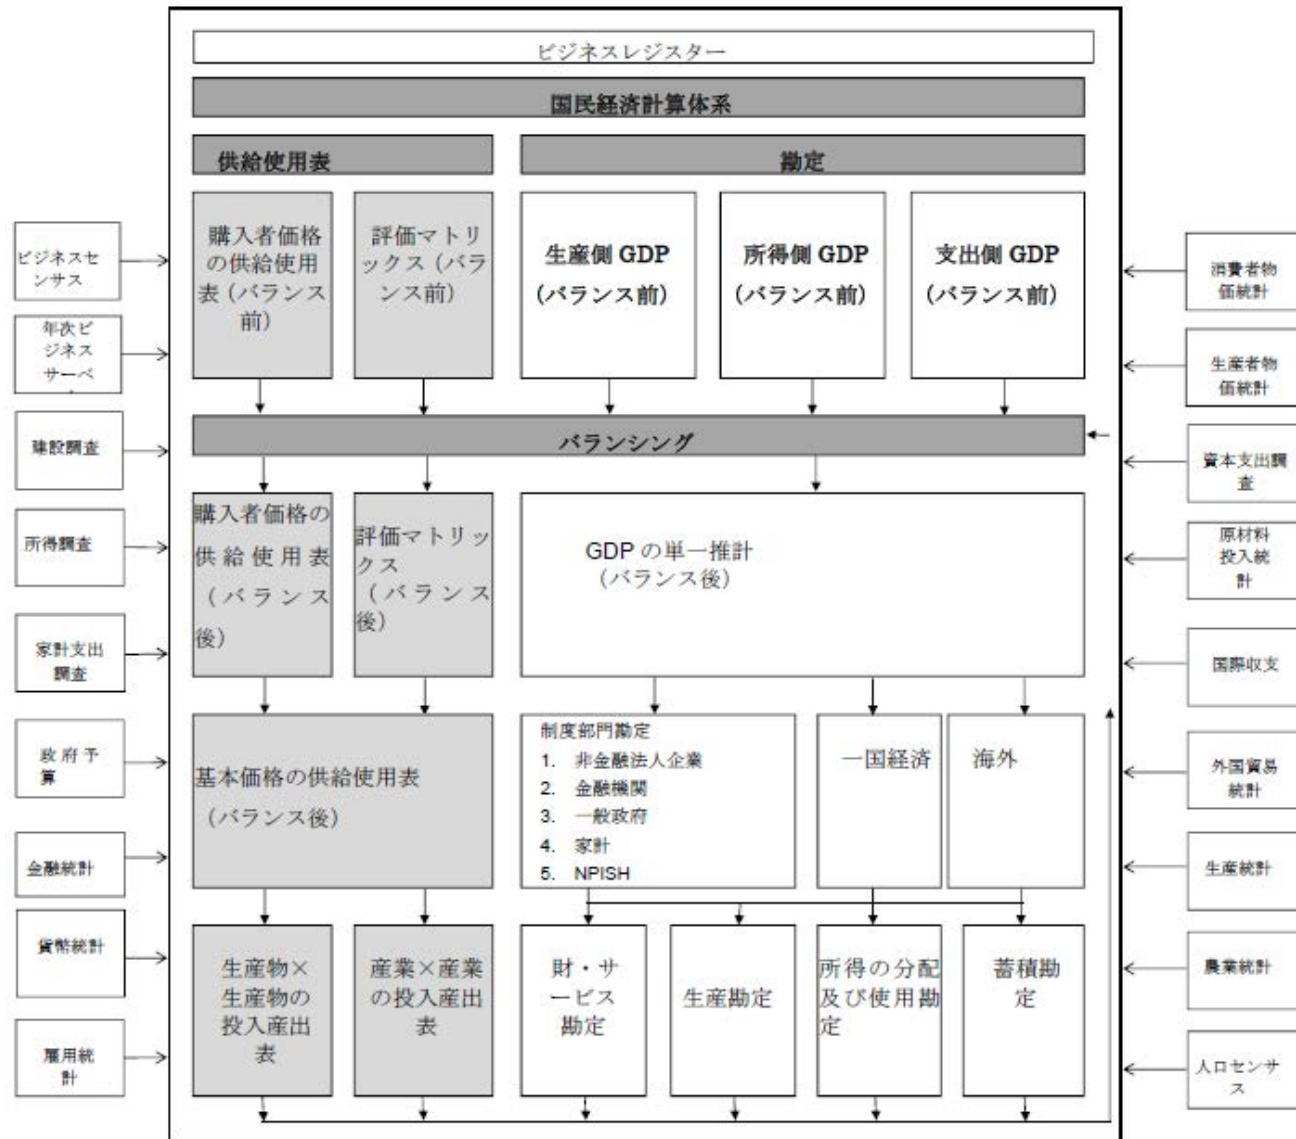 ビジネスレジスター
国民経済計算体系
供給使用表
勘定
購入者価格
の供給使用
表(バランス
前)
評価マトリ
ックス(バラ
ンス前)
生産側 GDP
(バランス前)
所得側 GDP
(バランス前)
支出側 GDP
(バランス前)
バランシング
購入者価格の
供給使用表
(バランス
後)
評価マトリッ
クス
(バランス
後)
GDP の単一推計
(バランス後)
基本価格の供給使用表
(バランス後)
制度部門勘定
1. 非金融法人企業
2. 金融機関
3. 一般政府
4. 家計
5. NPISH
一国経済
海外
生産物×
生産物の
投入産出
表
産業×産業
の投入産出
表
財・サ
ービス
勘定
生産勘定
所得の分配
及び使用勘
定
蓄積勘
定
ビジネスセ
ンサス
年次ビ
ジネス
サーベ
建設調査
所得調査
家計支出
調査
政府予
算
金融統計
貨幣統計
雇用統
計
消費者物
価統計
生産者物
価統計
資本支出調
査
原材料
投入統
計
国際収支
外国貿易
統計
生産統計
農業統計
人口センサ
ス